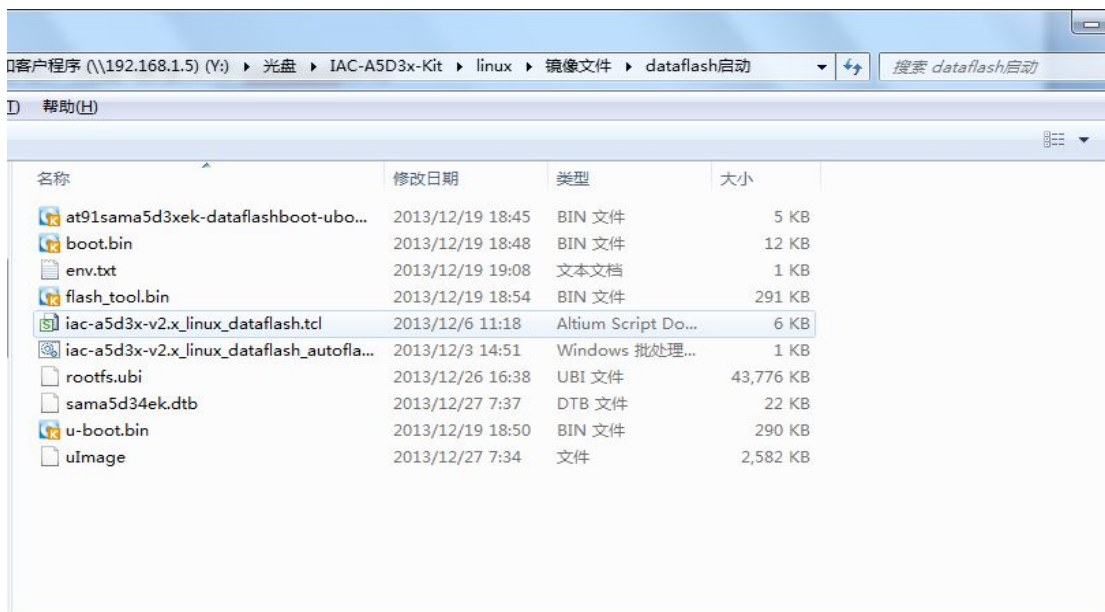 客户程序 (\\192.168.1.5) (Y:) ▸ 光盘 ▸ IAC-A5D3x-Kit ▸ linux ▸ 镜像文件 ▸ dataflash启动 搜索 dataflash启动
帮助(H)
名称 修改日期 类型 大小
at91sama5d3xek-dataflashboot-ubo... 2013/12/19 18:45 BIN 文件 5 KB
boot.bin 2013/12/19 18:48 BIN 文件 12 KB
env.txt 2013/12/19 19:08 文本文档 1 KB
flash_tool.bin 2013/12/19 18:54 BIN 文件 291 KB
iac-a5d3x-v2.x_linux_dataflash.tcl 2013/12/6 11:18 Altium Script Do... 6 KB
iac-a5d3x-v2.x_linux_dataflash_autofla... 2013/12/3 14:51 Windows 批处理... 1 KB
rootfs.ubi 2013/12/26 16:38 UBI 文件 43,776 KB
sama5d34ek.dtb 2013/12/27 7:37 DTB 文件 22 KB
u-boot.bin 2013/12/19 18:50 BIN 文件 290 KB
uImage 2013/12/27 7:34 文件 2,582 KB